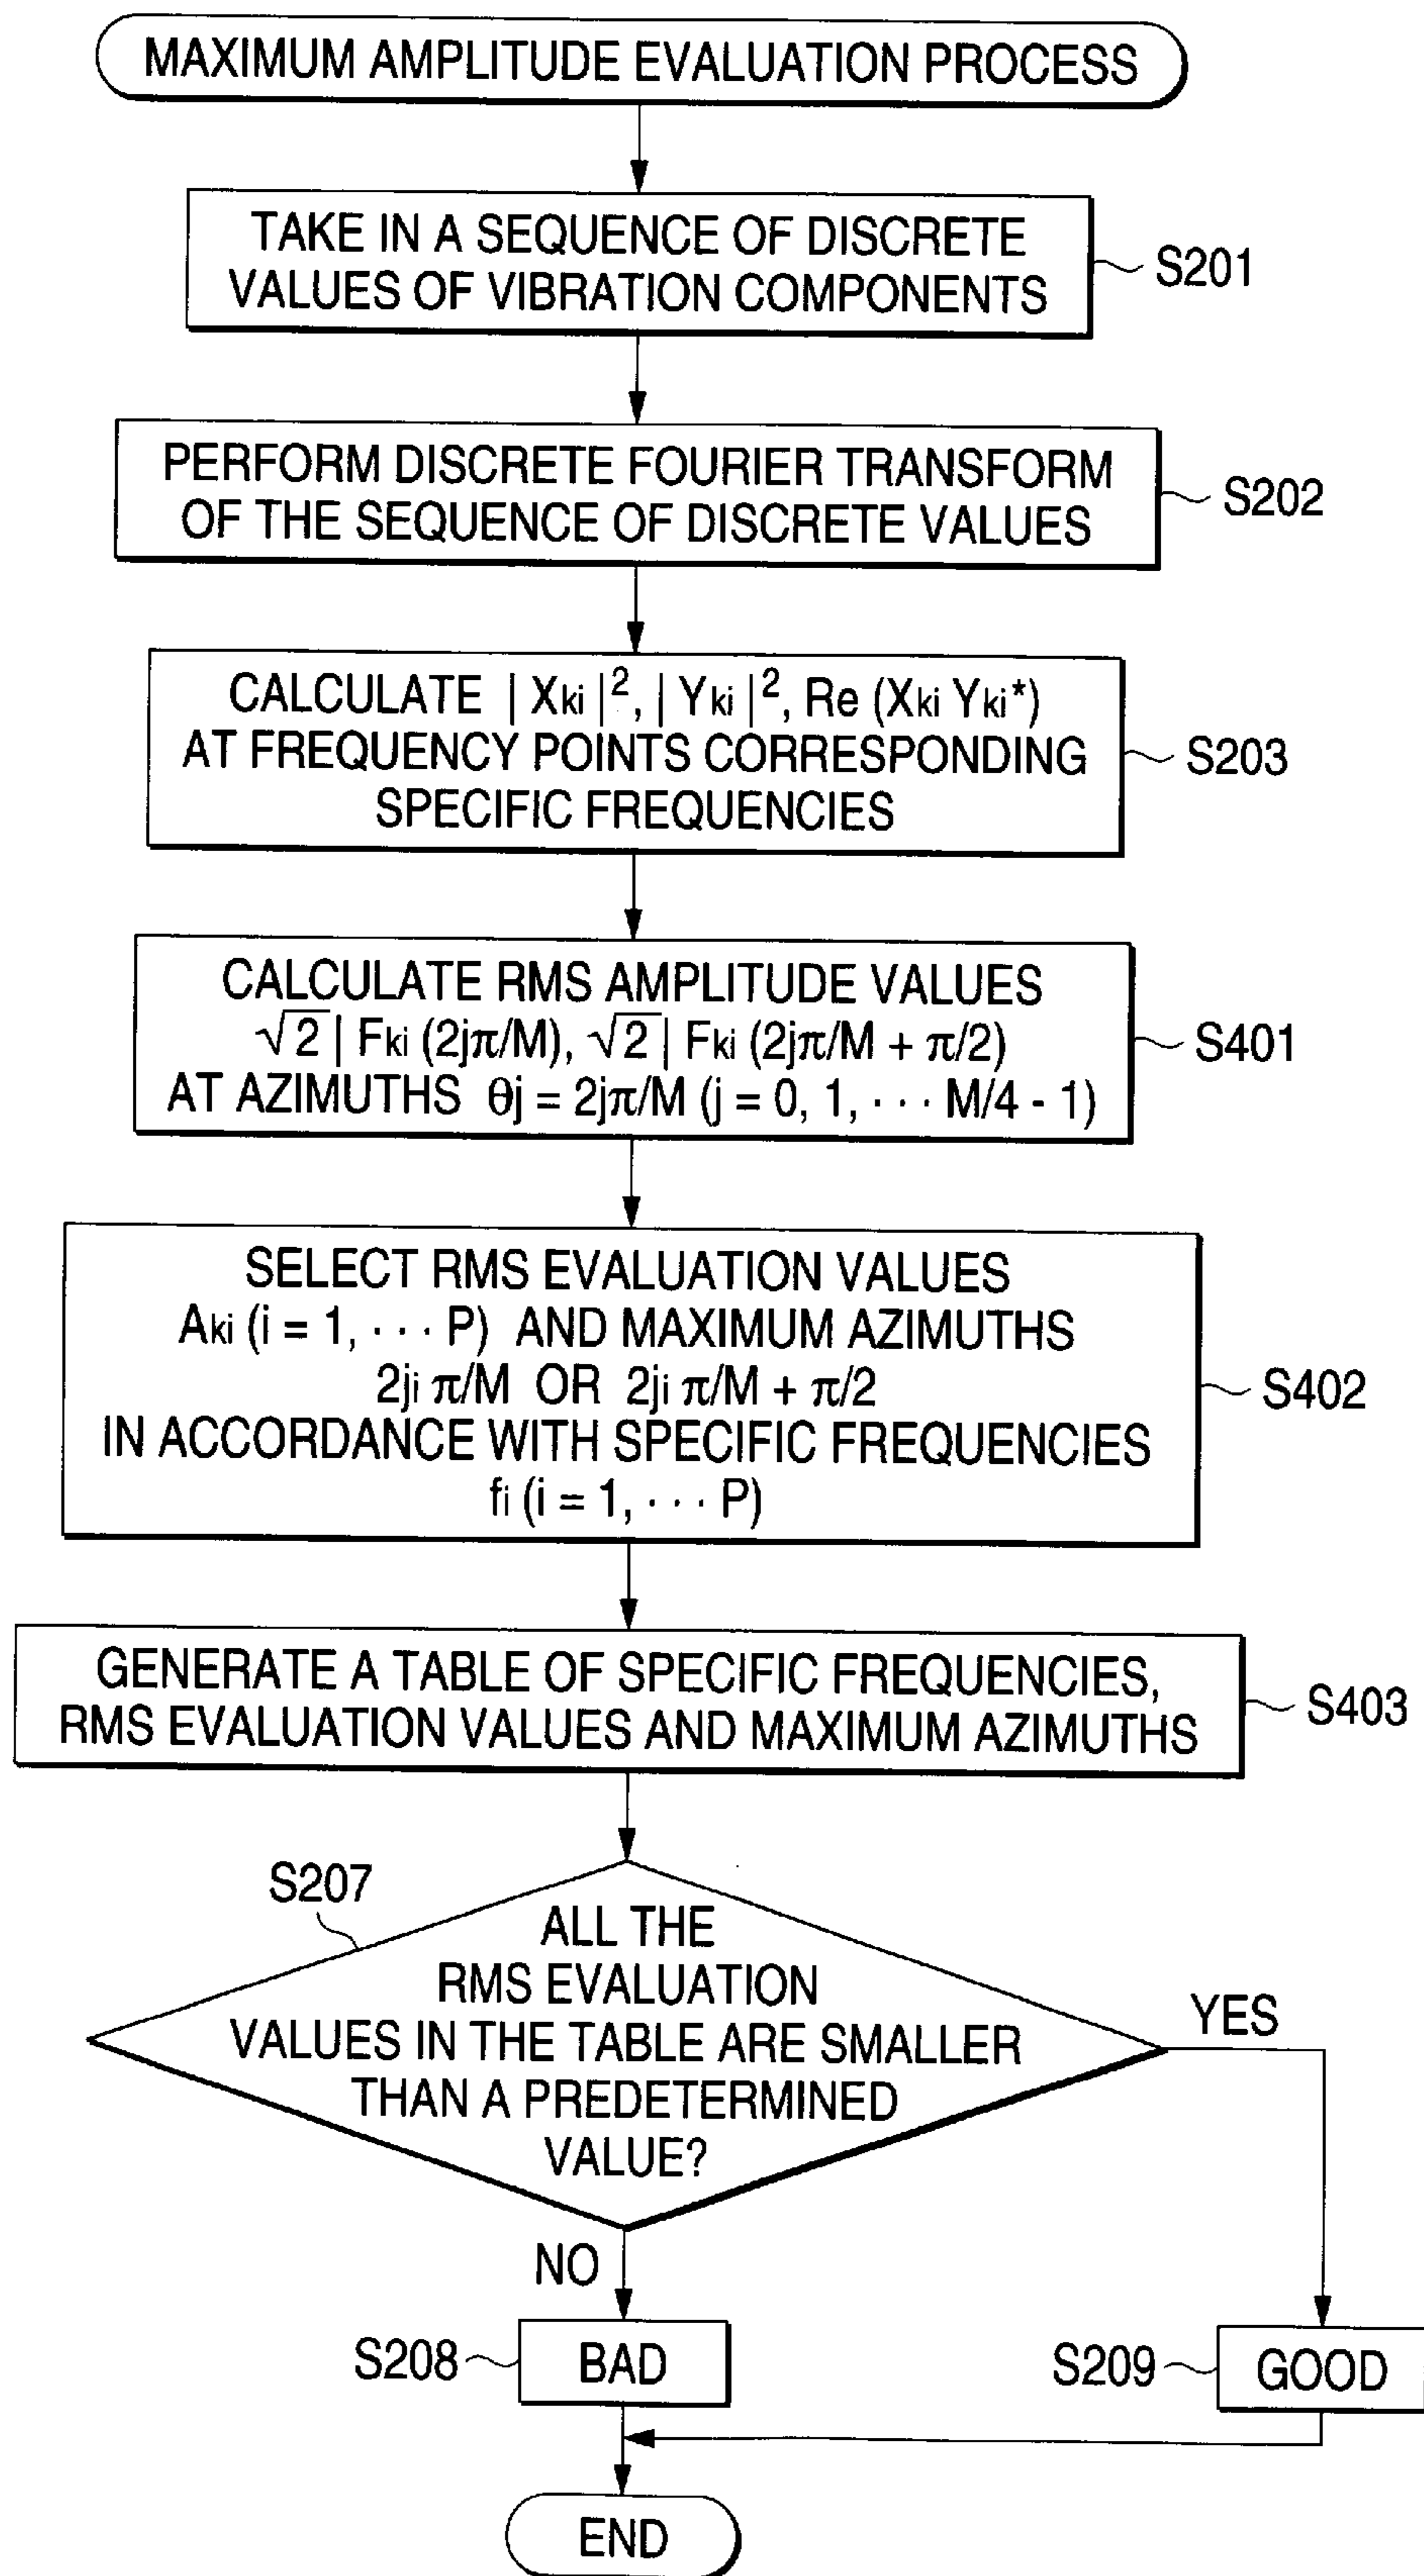 MAXIMUM AMPLITUDE EVALUATION PROCESS
TAKE IN A SEQUENCE OF DISCRETE
VALUES OF VIBRATION COMPONENTS
S201
PERFORM DISCRETE FOURIER TRANSFORM
OF THE SEQUENCE OF DISCRETE VALUES
S202
CALCULATE | Xki |², | Yki |², Re (Xki Yki*)
AT FREQUENCY POINTS CORRESPONDING
SPECIFIC FREQUENCIES
S203
CALCULATE RMS AMPLITUDE VALUES
√2 | Fki (2jπ/M), √2 | Fki (2jπ/M + π/2)
AT AZIMUTHS θj = 2jπ/M (j = 0, 1, · · · M/4 - 1)
S401
SELECT RMS EVALUATION VALUES
Aki (i = 1, · · · P) AND MAXIMUM AZIMUTHS
2ji π/M OR 2ji π/M + π/2
IN ACCORDANCE WITH SPECIFIC FREQUENCIES
fi (i = 1, · · · P)
S402
GENERATE A TABLE OF SPECIFIC FREQUENCIES,
RMS EVALUATION VALUES AND MAXIMUM AZIMUTHS
S403
S207
ALL THE
RMS EVALUATION
VALUES IN THE TABLE ARE SMALLER
THAN A PREDETERMINED
VALUE?
YES
NO
S208
BAD
S209
GOOD
END